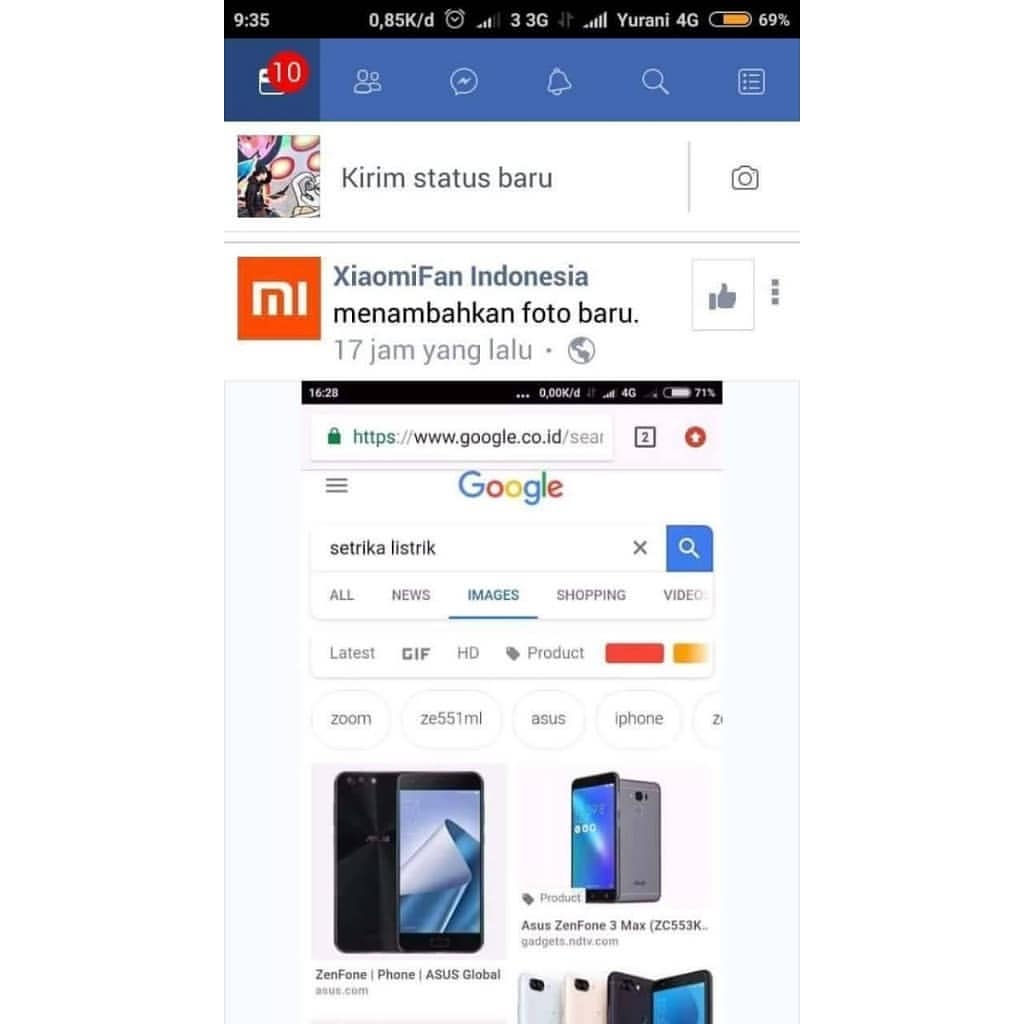 9:35 0,85K/d 3 3G Yurani 4G 69%
10
Kirim status baru
mi
XiaomiFan Indonesia
menambahkan foto baru.
17 jam yang lalu ·
16:28 ... 0,00K/d 4G 71%
https://www.google.co.id/sear 2
Google
setrika listrik
ALL NEWS IMAGES SHOPPING VIDEO
Latest GIF HD Product
zoom ze551ml asus iphone
Product
Asus ZenFone 3 Max (ZC553K..
gadgets.ndtv.com
ZenFone | Phone | ASUS Global
asus.com